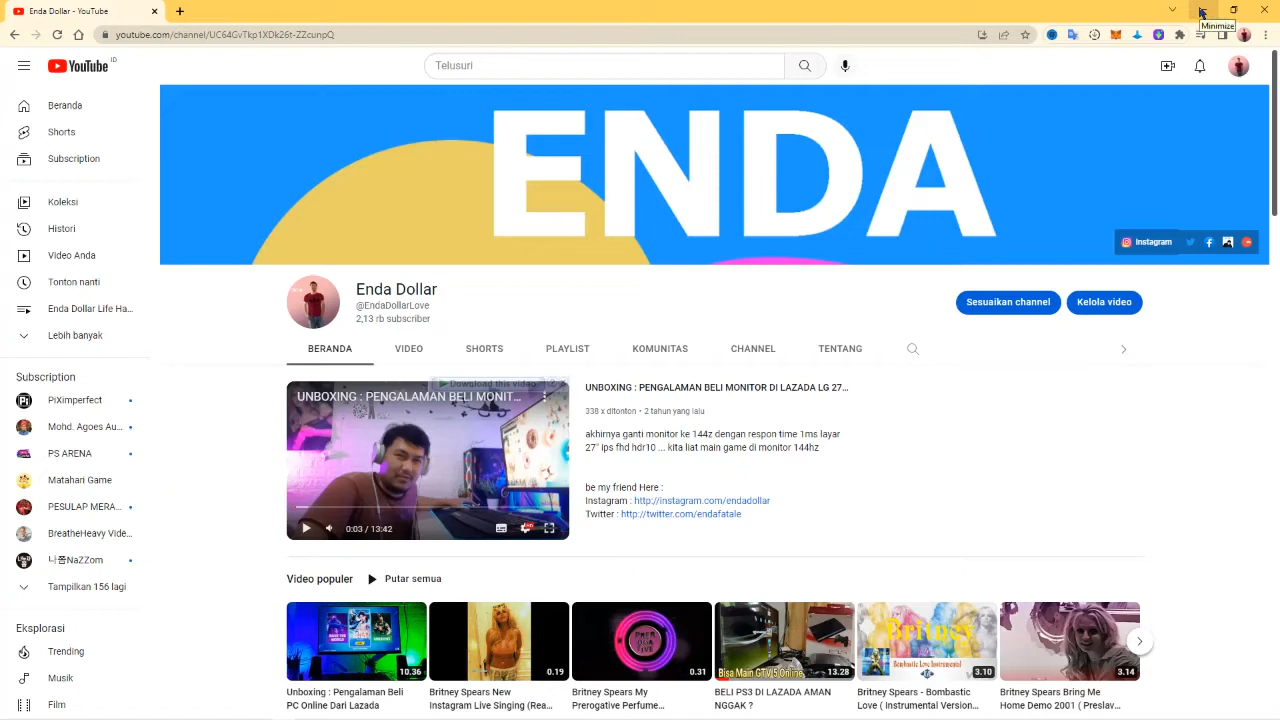 Enda Dollar - YouTube
youtube.com/channel/UC64GvTkp1XDk26t-ZZcunpQ
Minimize
YouTube ID
Telusuri
Beranda
Shorts
Subscription
Koleksi
Histori
Video Anda
Tonton nanti
Enda Dollar Life Ha...
Lebih banyak
Subscription
PiXimperfect
Mohd. Agoes Au...
PS ARENA
Matahari Game
PESULAP MERA...
BreatheHeavy Vide...
나쫌NaZZom
Tampilkan 156 lagi
Eksplorasi
Trending
Musik
Film
ENDA
Instagram
Enda Dollar
@EndaDollarLove
2,13 rb subscriber
Sesuaikan channel
Kelola video
BERANDA VIDEO SHORTS PLAYLIST KOMUNITAS CHANNEL TENTANG
Download this video
UNBOXING : PENGALAMAN BELI MONIT...
0:03 / 13:42
UNBOXING : PENGALAMAN BELI MONITOR DI LAZADA LG 27...
338 x ditonton • 2 tahun yang lalu
akhirnya ganti monitor ke 144z dengan respon time 1ms layar
27" ips fhd hdr10 ... kita liat main game di monitor 144hz
be my friend Here :
Instagram : http://instagram.com/endadollar
Twitter : http://twitter.com/endafatale
Video populer Putar semua
10.36
0.19
0.31
Bisa Main GTV 5 Online
13.28
Britney
Bombastic Love Instrumental
3.10
3.14
Unboxing : Pengalaman Beli
PC Online Dari Lazada
Britney Spears New
Instagram Live Singing (Rea...
Britney Spears My
Prerogative Perfume...
BELI PS3 DI LAZADA AMAN
NGGAK ?
Britney Spears - Bombastic
Love ( Instrumental Version...
Britney Spears Bring Me
Home Demo 2001 ( Preslav...